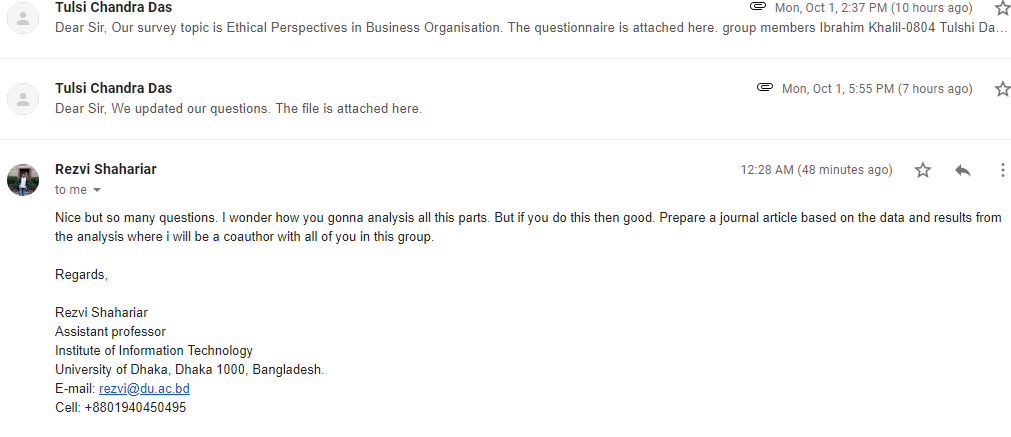 Tulsi Chandra Das Mon, Oct 1, 2:37 PM (10 hours ago)
Dear Sir, Our survey topic is Ethical Perspectives in Business Organisation. The questionnaire is attached here. group members Ibrahim Khalil-0804 Tulshi Da...
Tulsi Chandra Das Mon, Oct 1, 5:55 PM (7 hours ago)
Dear Sir, We updated our questions. The file is attached here.
Rezvi Shahariar 12:28 AM (48 minutes ago)
to me
Nice but so many questions. I wonder how you gonna analysis all this parts. But if you do this then good. Prepare a journal article based on the data and results from
the analysis where i will be a coauthor with all of you in this group.
Regards,
Rezvi Shahariar
Assistant professor
Institute of Information Technology
University of Dhaka, Dhaka 1000, Bangladesh.
E-mail: rezvi@du.ac.bd
Cell: +8801940450495